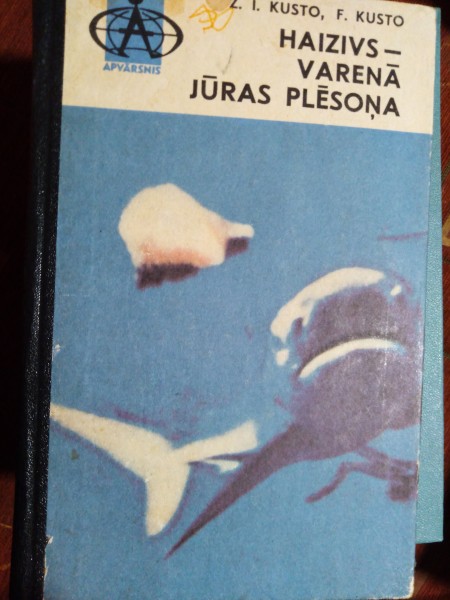 Ž. I. KUSTO, F. KUSTO
HAIZIVS—
VARENĀ
JŪRAS PLĒSOŅA
APVĀRSNIS